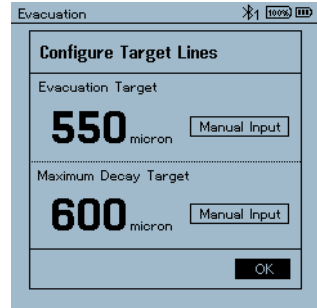 Evacuation 1 100%
Configure Target Lines
Evacuation Target
550 micron Manual Input
Maximum Decay Target
600 micron Manual Input
OK